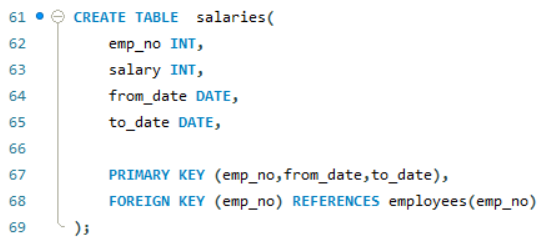 61 CREATE TABLE  salaries(
62     emp_no INT,
63     salary INT,
64     from_date DATE,
65     to_date DATE,
66
67     PRIMARY KEY (emp_no,from_date,to_date),
68     FOREIGN KEY (emp_no) REFERENCES employees(emp_no)
69 );